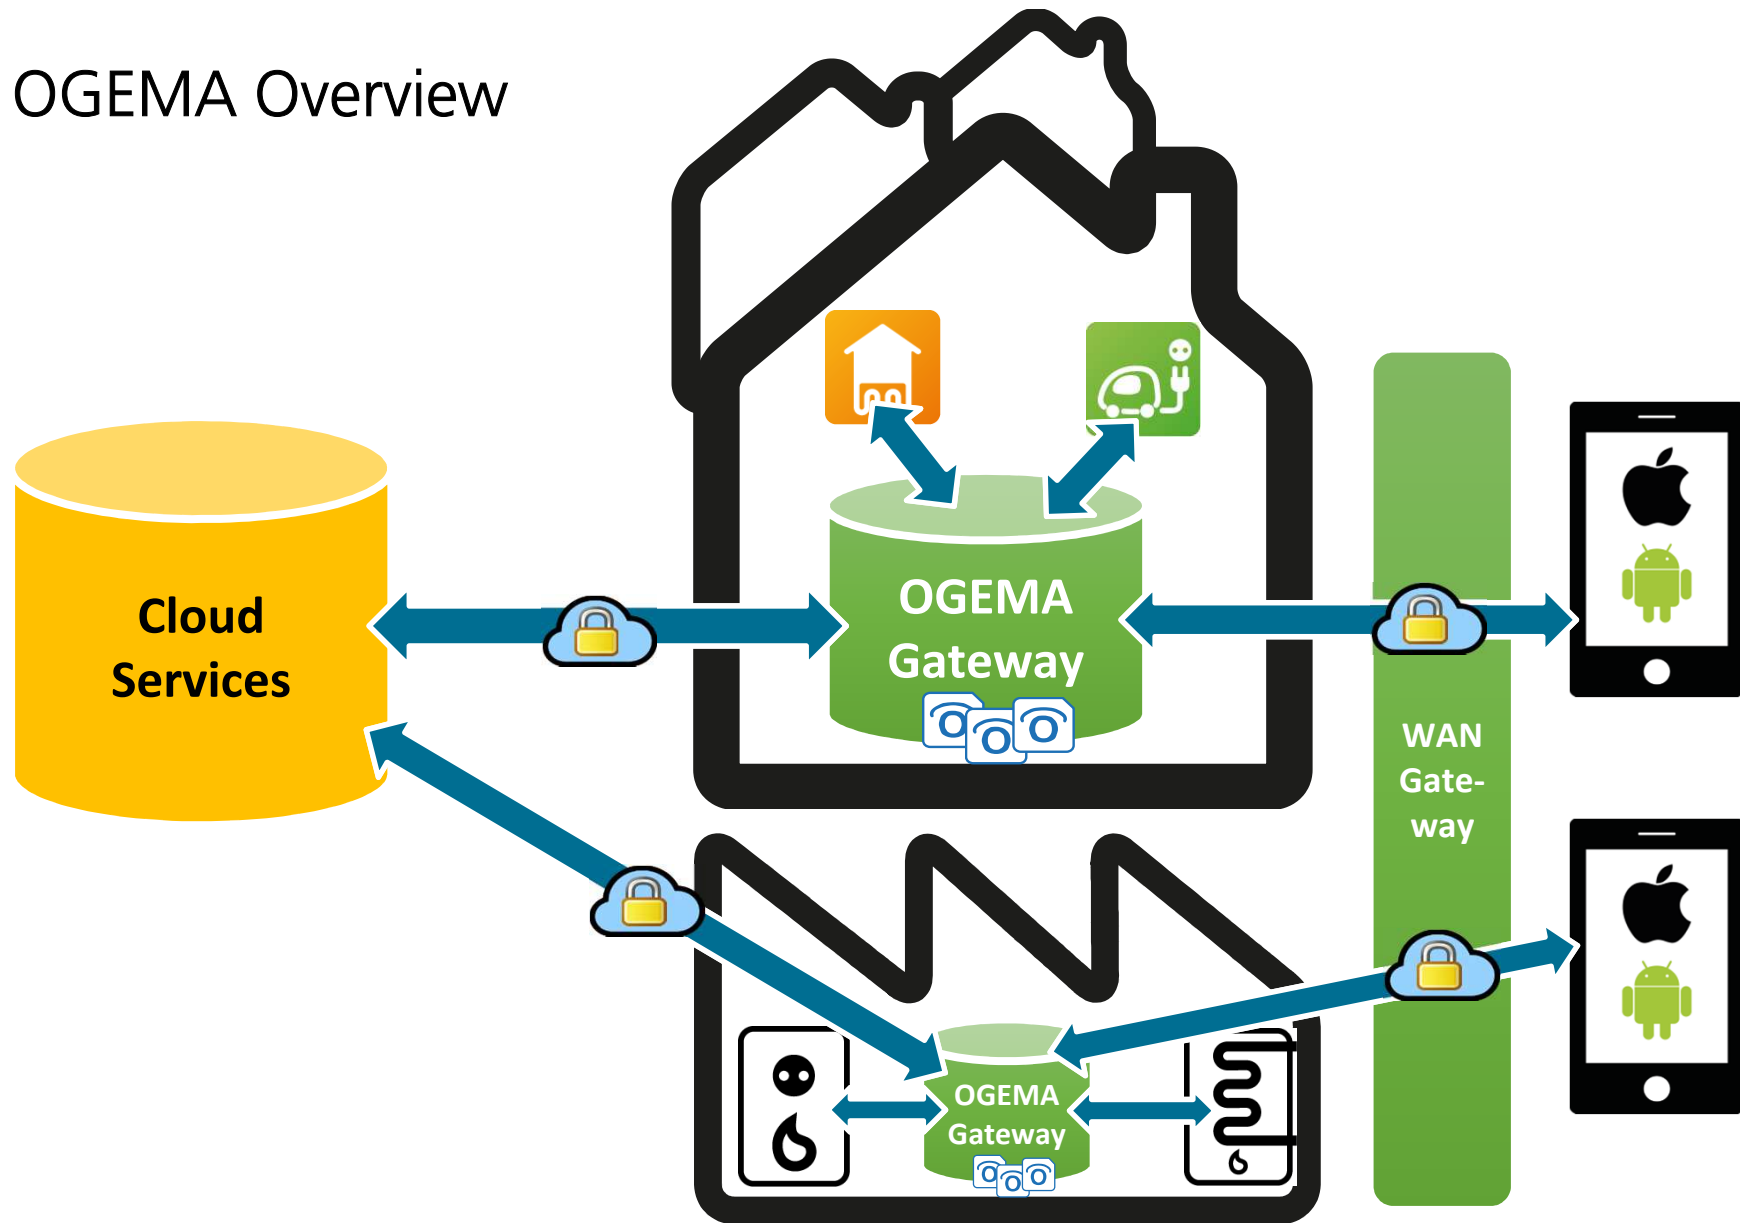 OGEMA Overview
Cloud
Services
OGEMA
Gateway
WAN
Gate-
way
OGEMA
Gateway